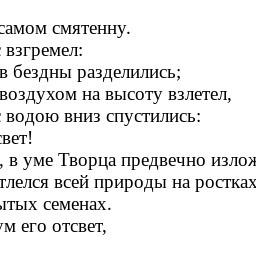 самом смятенну.
взгремел:
в бездны разделились;
воздухом на высоту взлетел,
водою вниз спустились:
вет!
, в уме Творца предвечно излож
тлелся всей природы на ростках
ытых семенах.
ум его отсвет,